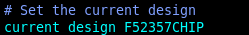 # Set the current design
current_design F52357CHIP